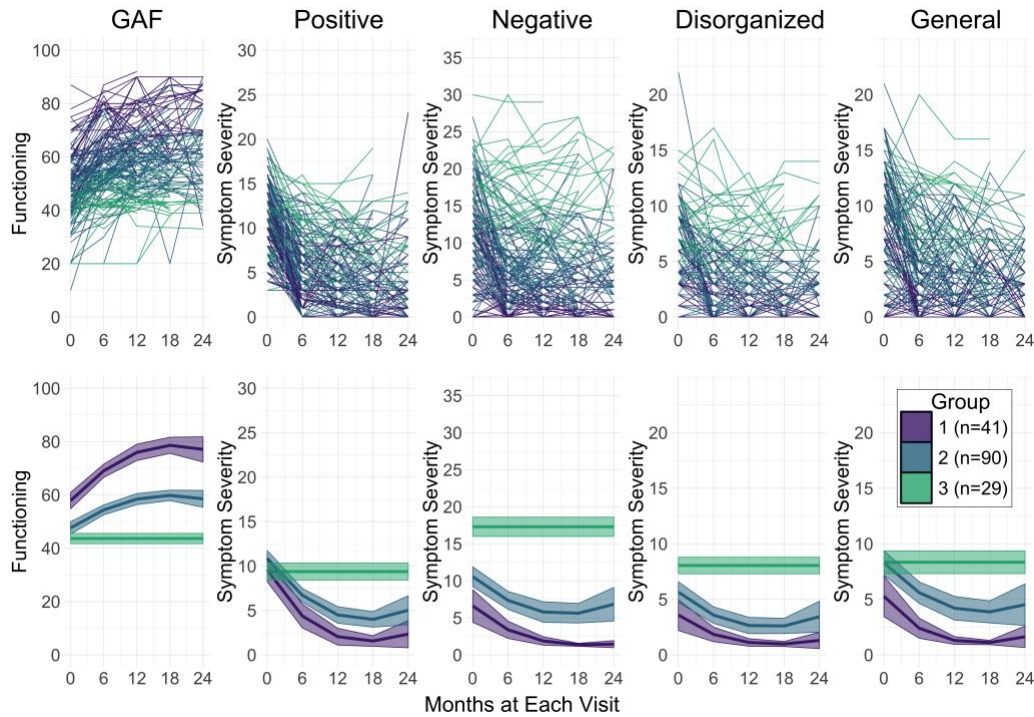 GAF Positive Negative Disorganized General
Functioning
100
80
60
40
20
0
0 6 12 18 24
Symptom Severity
30
25
20
15
10
5
0
0 6 12 18 24
Symptom Severity
35
30
25
20
15
10
5
0
0 6 12 18 24
Symptom Severity
20
15
10
5
0
0 6 12 18 24
Symptom Severity
20
15
10
5
0
0 6 12 18 24
Functioning
100
80
60
40
20
0
0 6 12 18 24
Symptom Severity
30
25
20
15
10
5
0
0 6 12 18 24
Symptom Severity
35
30
25
20
15
10
5
0
0 6 12 18 24
Symptom Severity
20
15
10
5
0
0 6 12 18 24
Symptom Severity
20
15
10
5
0
0 6 12 18 24
Group
1 (n=41)
2 (n=90)
3 (n=29)
Months at Each Visit